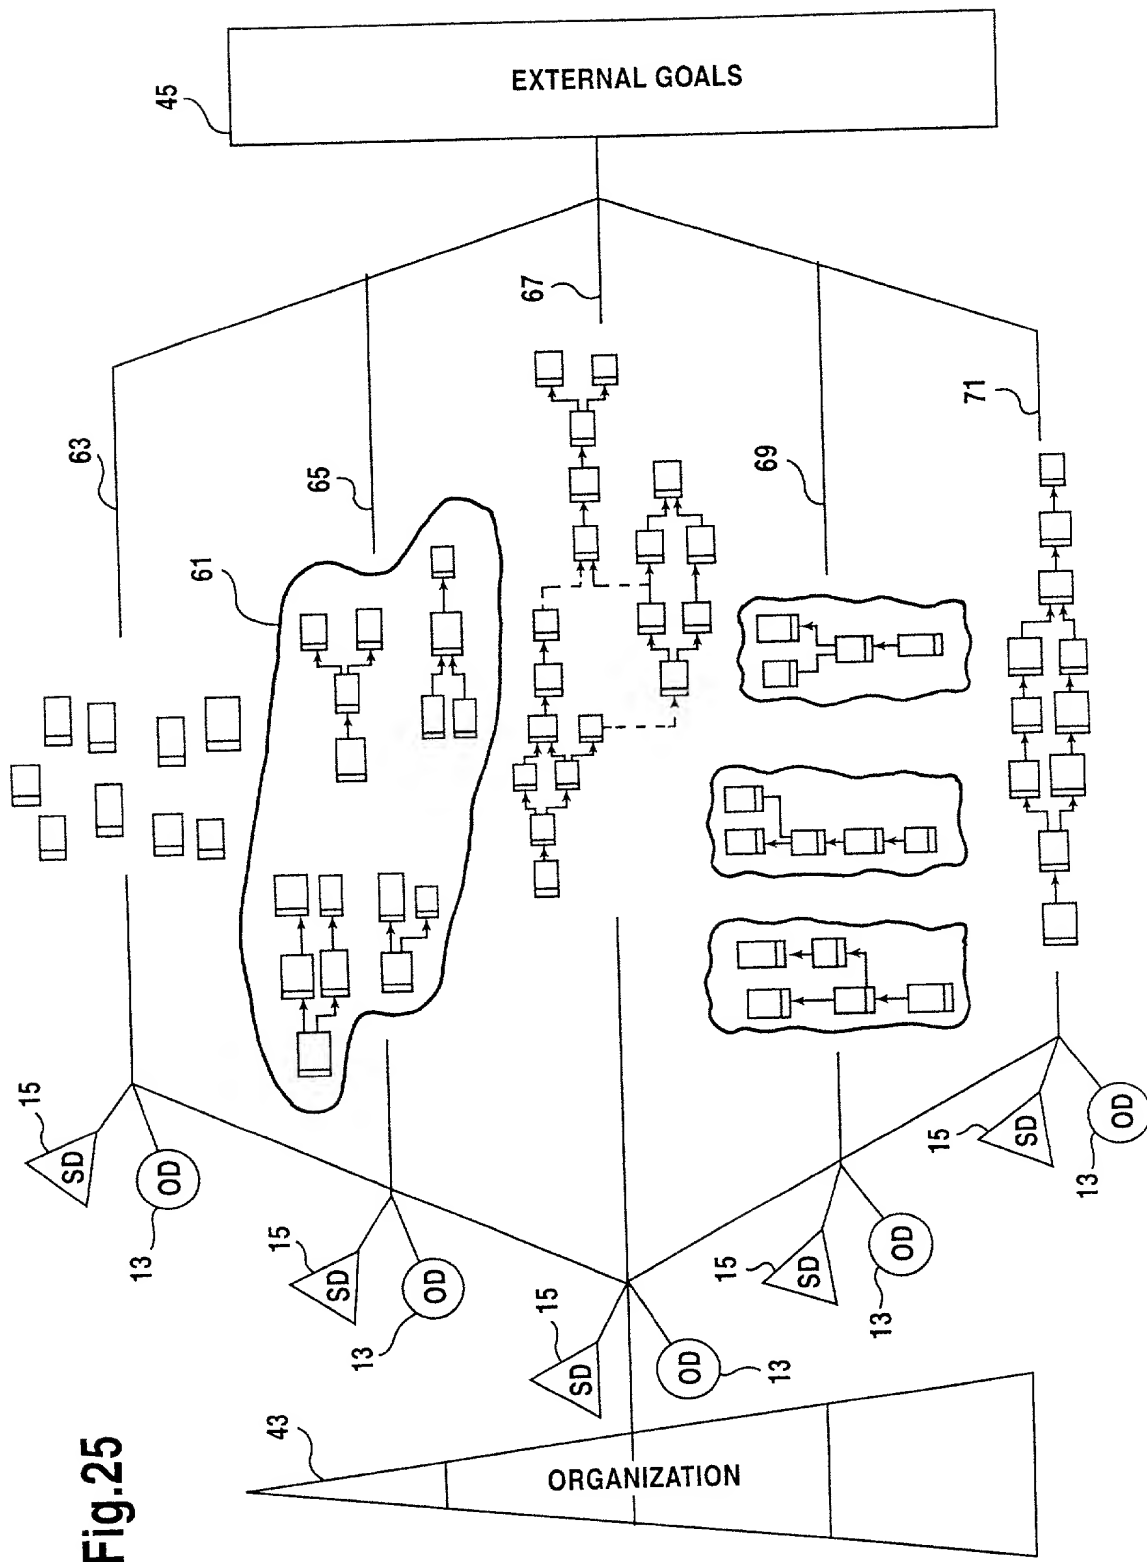 Fig.25
43
ORGANIZATION
15
SD
OD
13
15
SD
OD
13
15
SD
OD
13
15
SD
OD
13
15
SD
OD
13
61
63
65
67
69
71
45
EXTERNAL GOALS